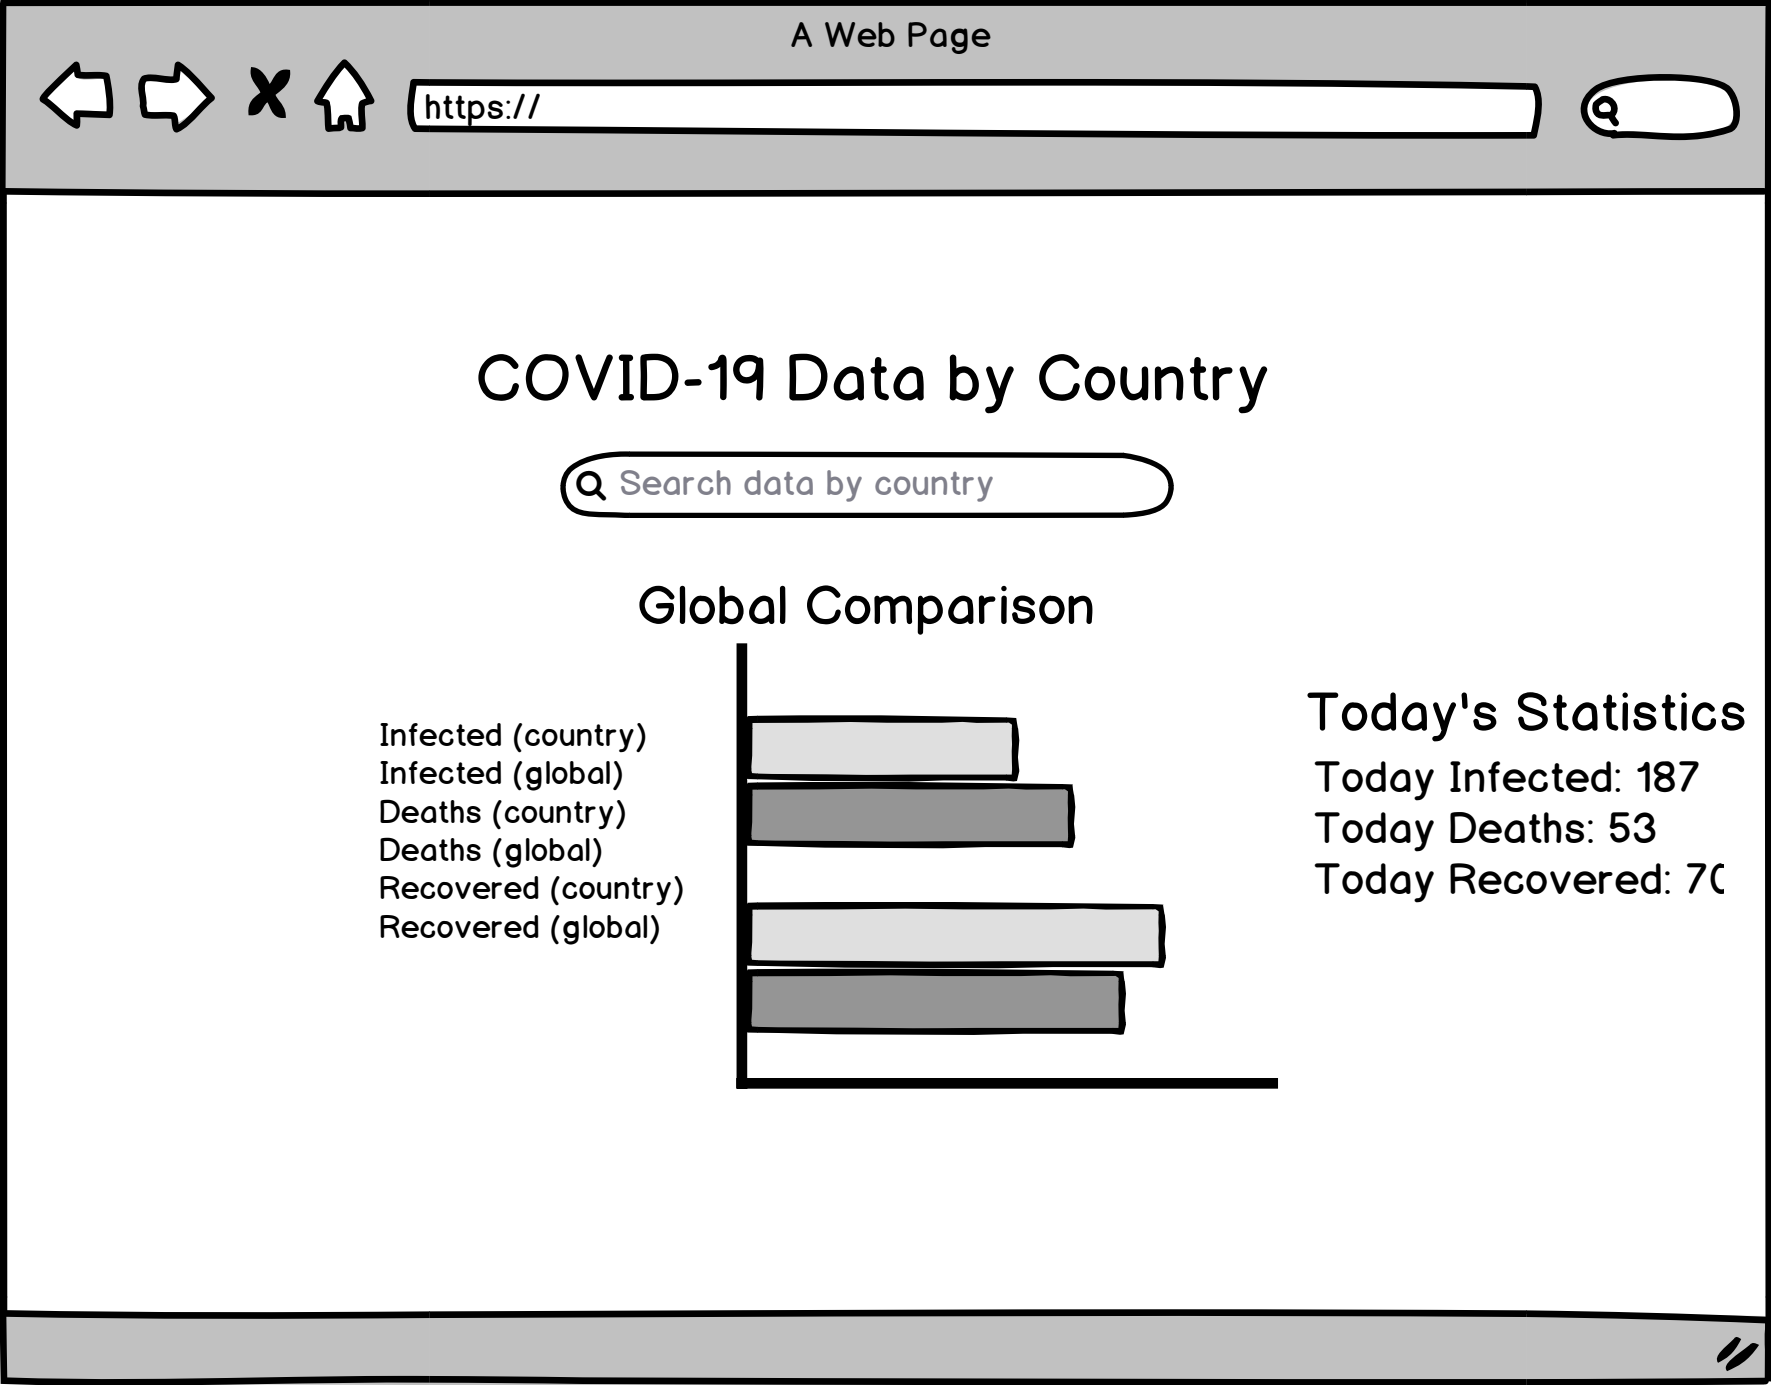 A Web Page
https://
COVID-19 Data by Country
Search data by country
Global Comparison
Infected (country)
Infected (global)
Deaths (country)
Deaths (global)
Recovered (country)
Recovered (global)
Today's Statistics
Today Infected: 187
Today Deaths: 53
Today Recovered: